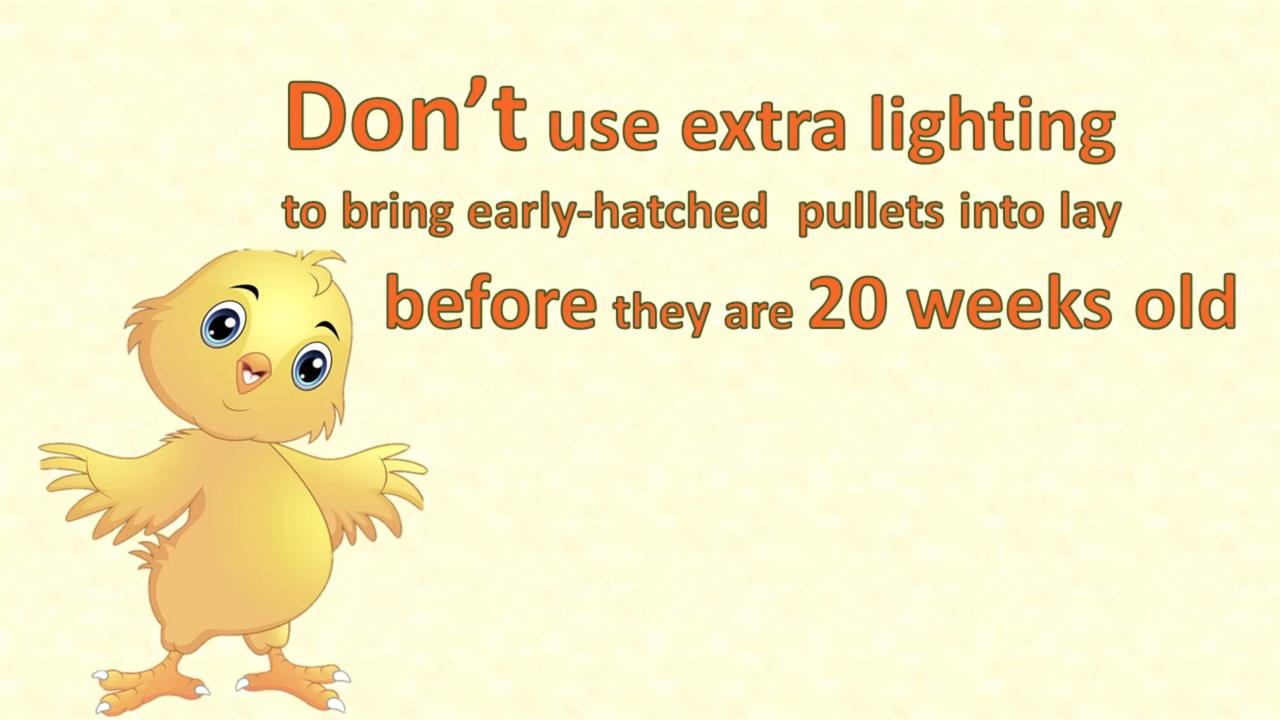 Don’t use extra lighting
to bring early-hatched pullets into lay
before they are 20 weeks old